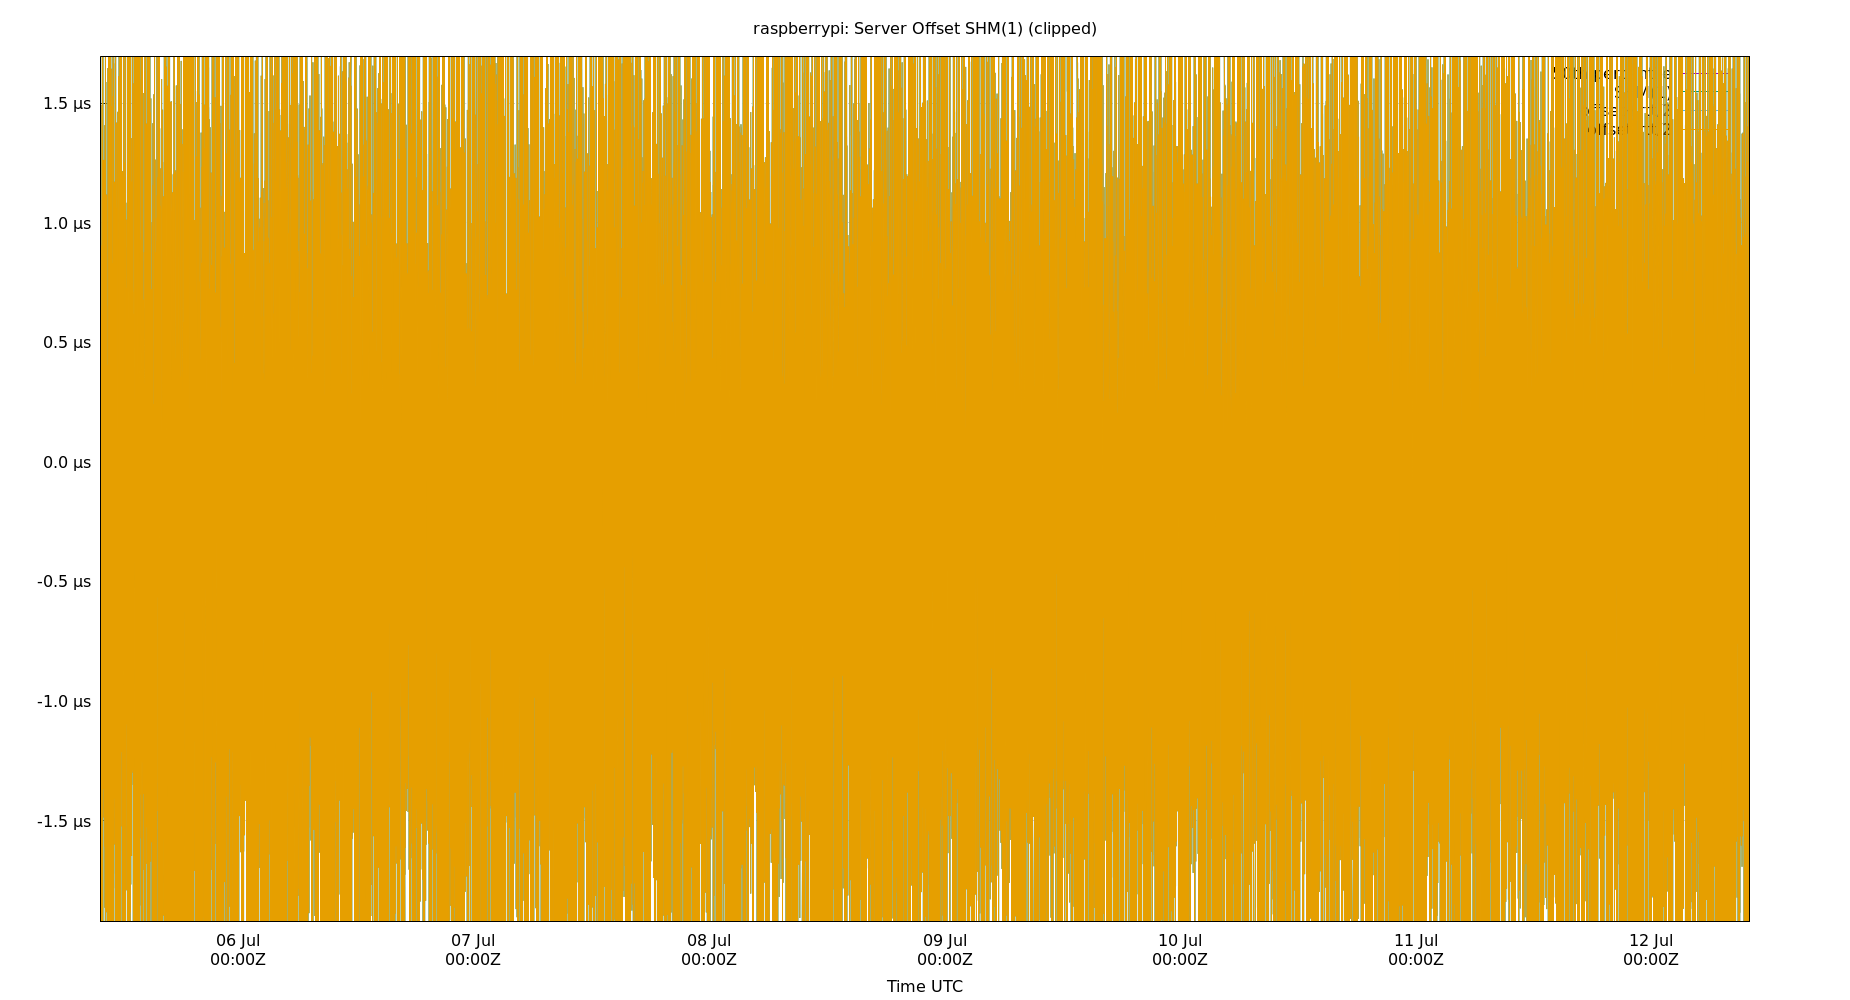 raspberrypi: Server Offset SHM(1) (clipped)
1.5 µs
1.0 µs
0.5 µs
0.0 µs
-0.5 µs
-1.0 µs
-1.5 µs
06 Jul 07 Jul 08 Jul 09 Jul 10 Jul 11 Jul 12 Jul
00:00Z 00:00Z 00:00Z 00:00Z 00:00Z 00:00Z 00:00Z
Time UTC